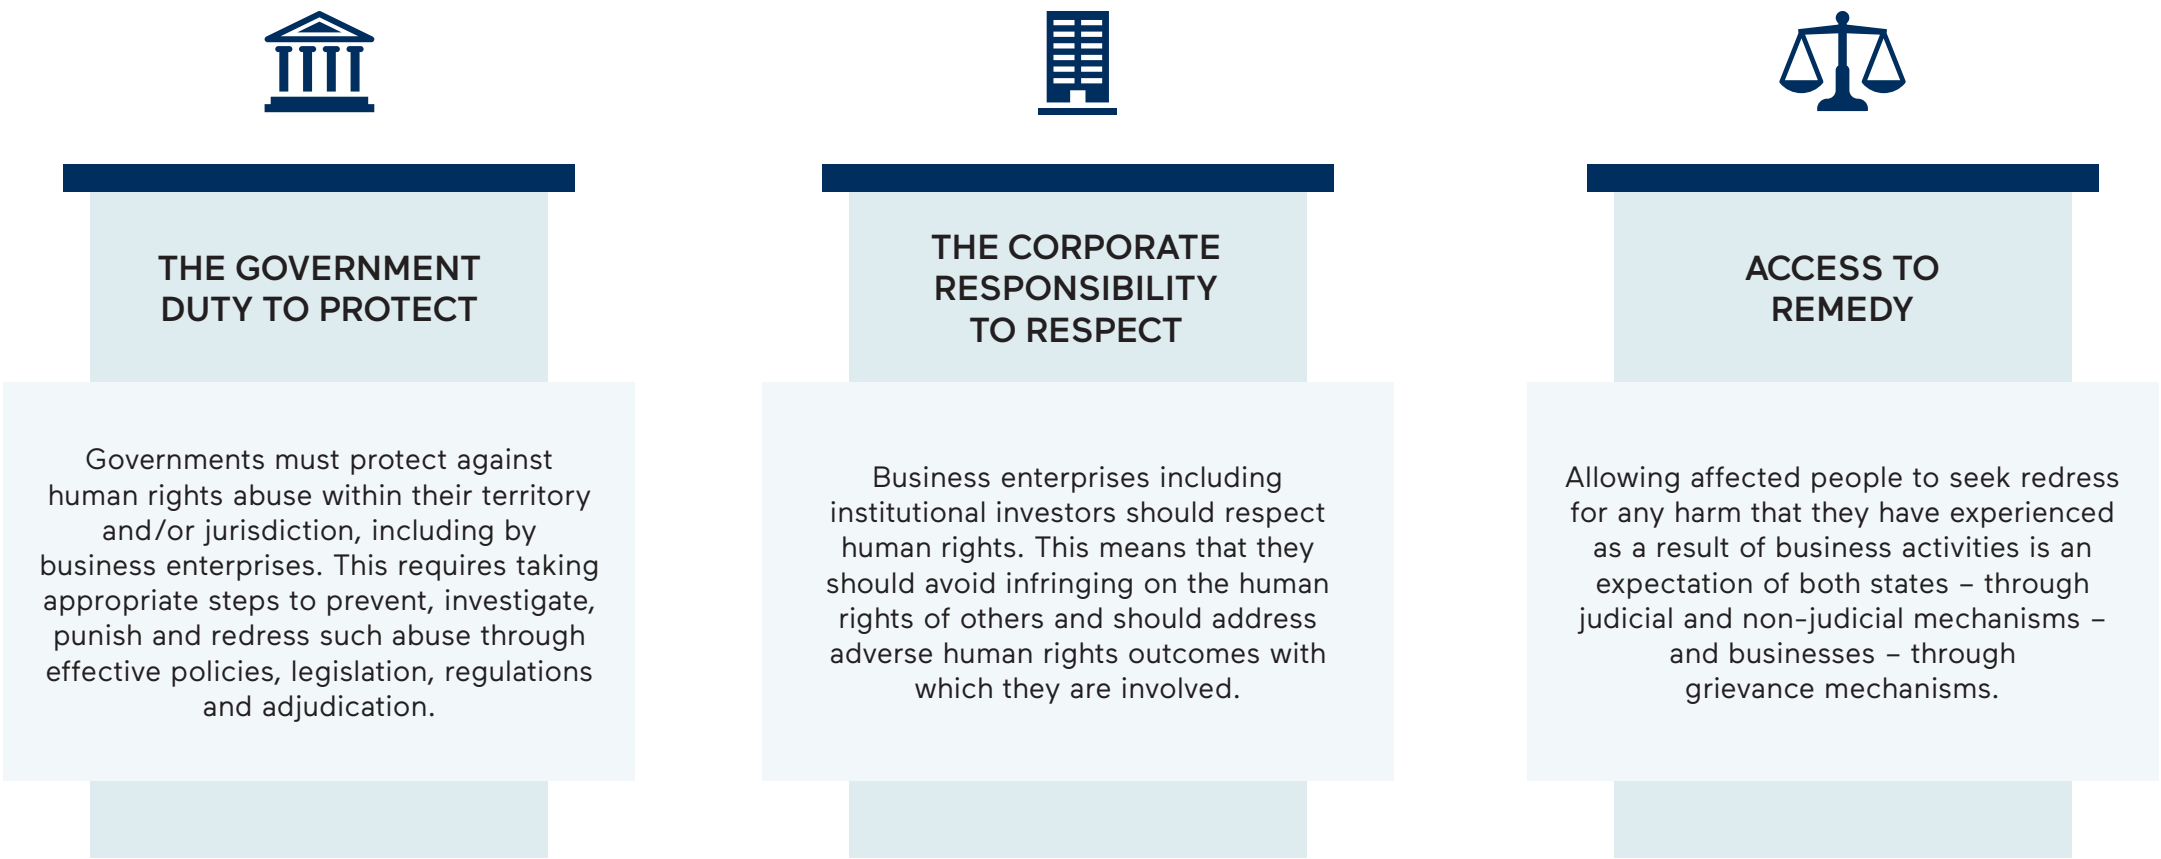 THE GOVERNMENT
DUTY TO PROTECT
Governments must protect against
human rights abuse within their territory
and/or jurisdiction, including by
business enterprises. This requires taking
appropriate steps to prevent, investigate,
punish and redress such abuse through
effective policies, legislation, regulations
and adjudication.
THE CORPORATE
RESPONSIBILITY
TO RESPECT
Business enterprises including
institutional investors should respect
human rights. This means that they
should avoid infringing on the human
rights of others and should address
adverse human rights outcomes with
which they are involved.
ACCESS TO
REMEDY
Allowing affected people to seek redress
for any harm that they have experienced
as a result of business activities is an
expectation of both states – through
judicial and non-judicial mechanisms –
and businesses – through
grievance mechanisms.